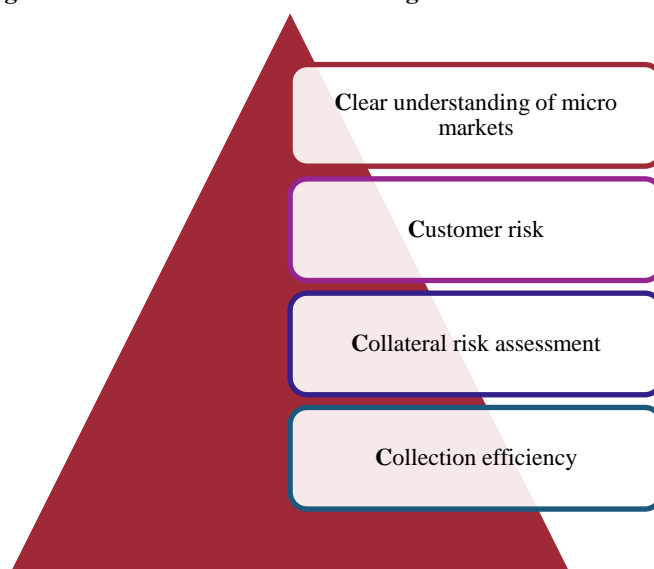 Clear understanding of micro
markets
Customer risk
Collateral risk assessment
Collection efficiency